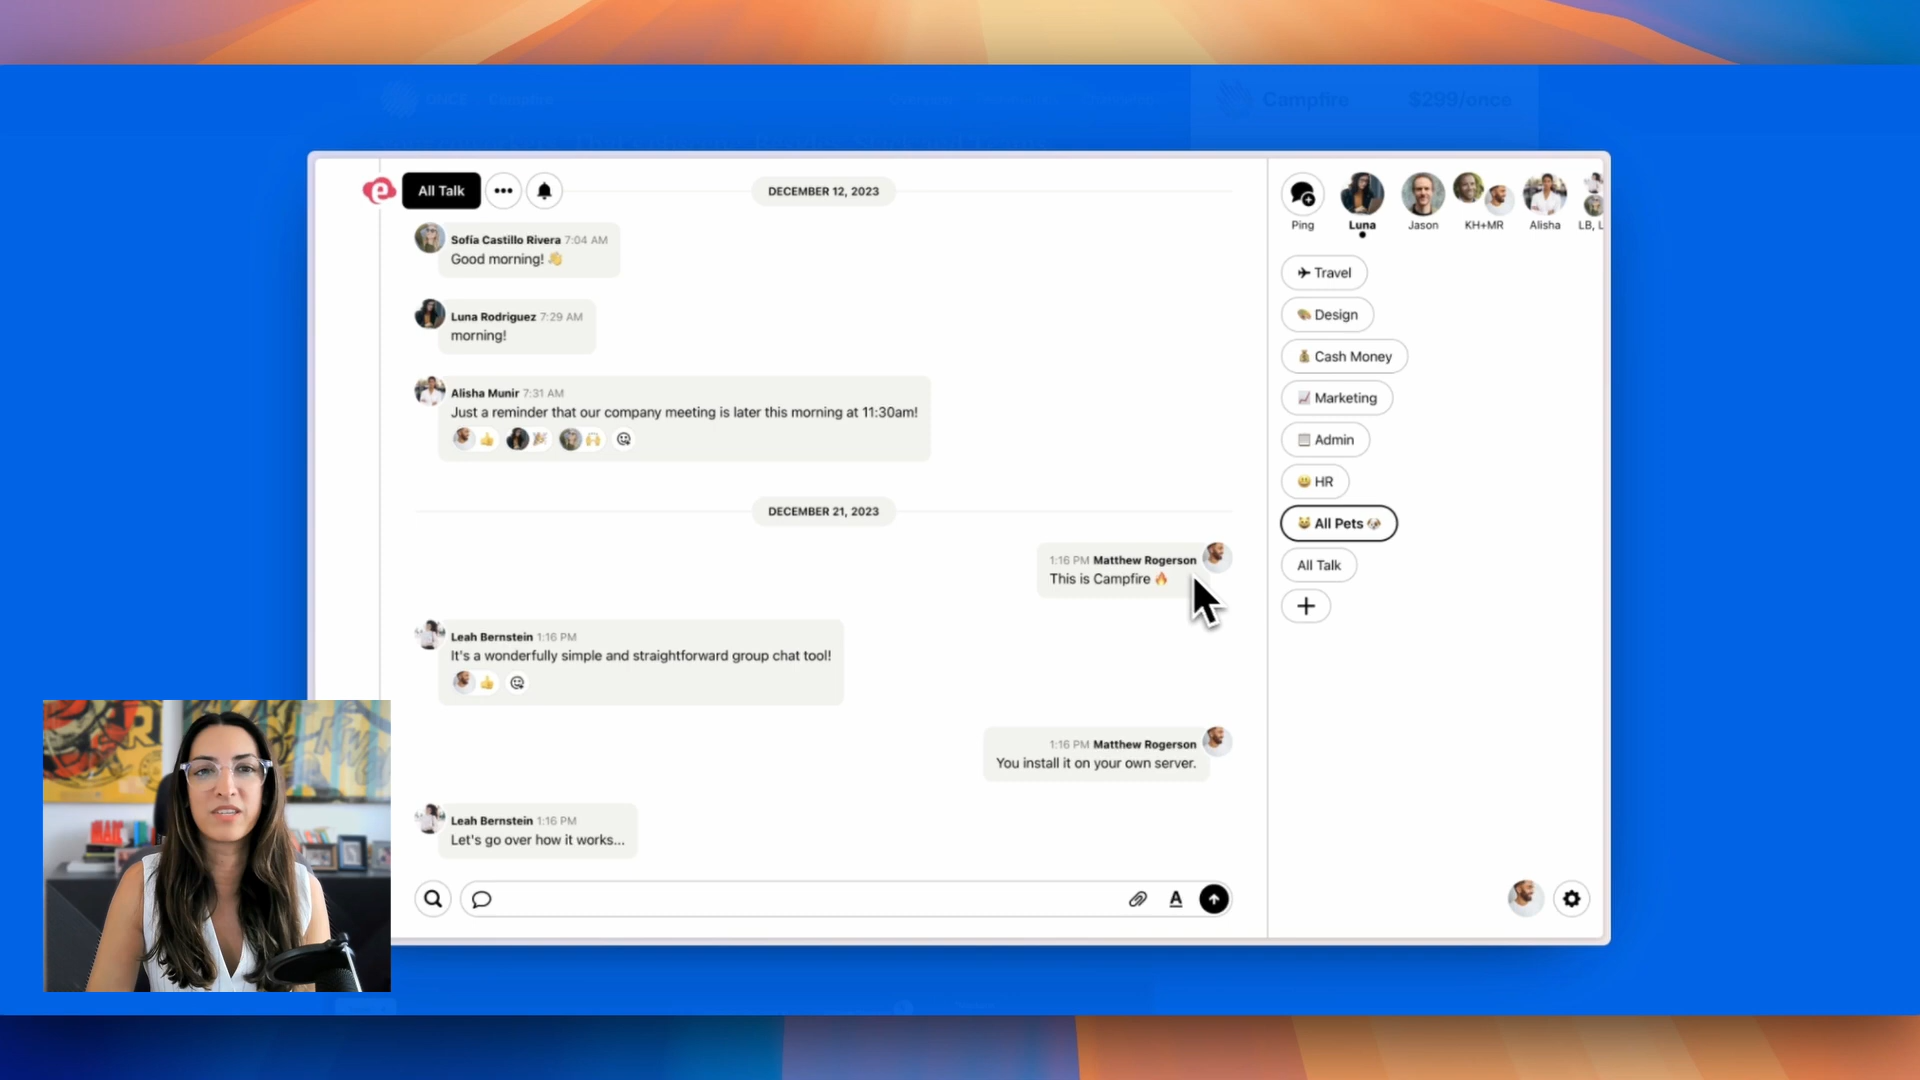 ONCE Campfire
Campfire $299/once
All Talk
DECEMBER 12, 2023
Sofía Castillo Rivera 7:04 AM
Good morning! 👋
Luna Rodriguez 7:29 AM
morning!
Alisha Munir 7:31 AM
Just a reminder that our company meeting is later this morning at 11:30am!
DECEMBER 21, 2023
1:16 PM Matthew Rogerson
This is Campfire 🔥
Leah Bernstein 1:16 PM
It's a wonderfully simple and straightforward group chat tool!
1:16 PM Matthew Rogerson
You install it on your own server.
Leah Bernstein 1:16 PM
Let's go over how it works...
A
Ping
Luna
Jason
KH+MR
Alisha
LB, L
Travel
Design
Cash Money
Marketing
Admin
HR
All Pets
All Talk